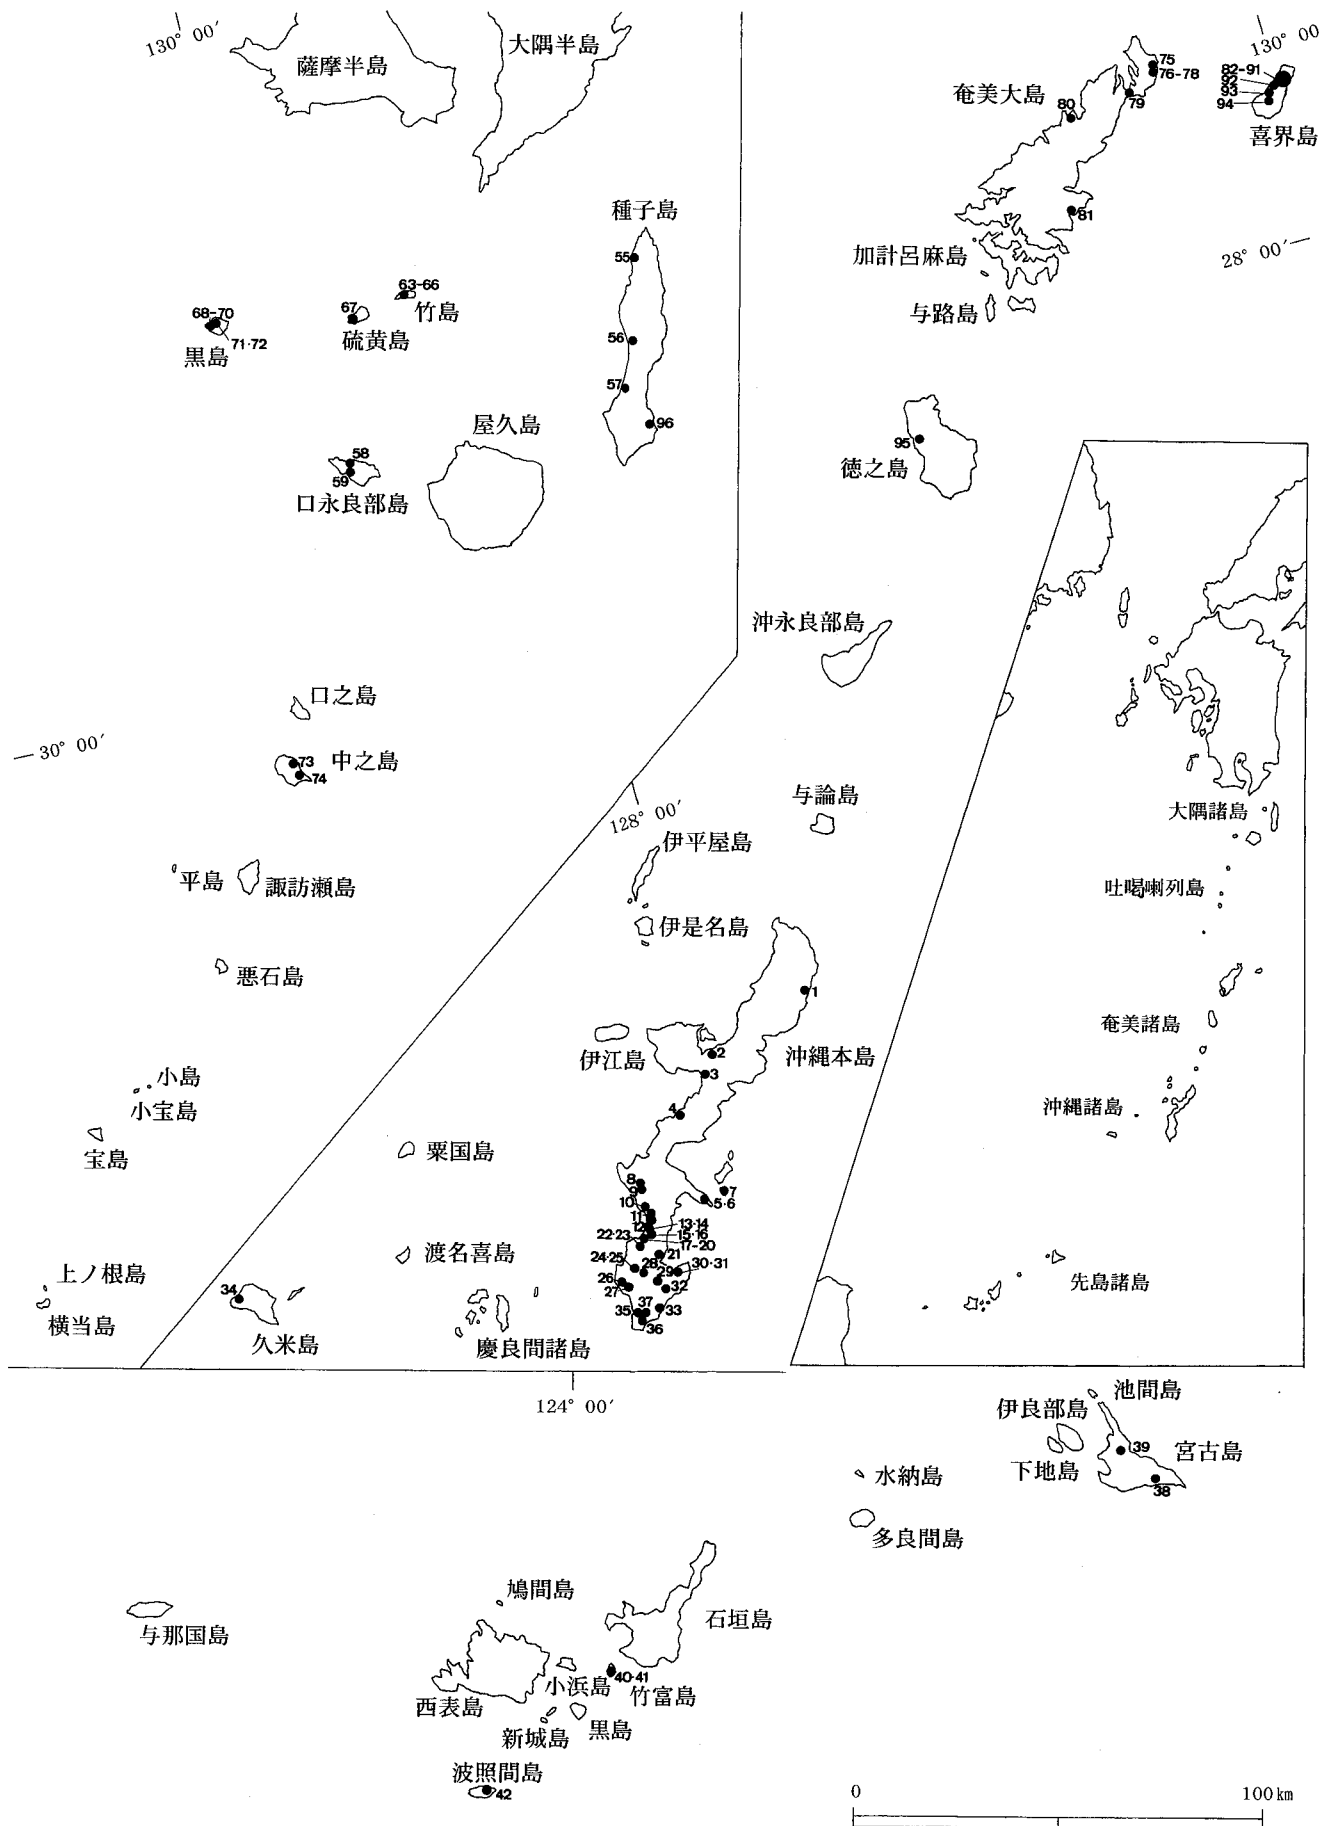 130° 00′
薩摩半島
大隅半島
種子島
55
56
57
96
63-66
竹島
67
硫黄島
68-70
71·72
黒島
屋久島
58
59
口永良部島
口之島
30° 00′
73
中之島
74
平島
諏訪瀬島
悪石島
小島
小宝島
宝島
上ノ根島
横当島
130° 00
75
76-78
奄美大島
80
79
82-91
92
93
94
喜界島
81
加計呂麻島
28° 00′
与路島
95
徳之島
沖永良部島
与論島
128° 00′
伊平屋島
伊是名島
1
伊江島
2
沖縄本島
3
4
粟国島
8
9
7
5·6
10
11
12
13·14
22·23
15·16
17-20
渡名喜島
21
24·25
28
30·31
26
29
27
32
34
37
35
33
36
久米島
慶良間諸島
大隅諸島
吐喝喇列島
奄美諸島
沖縄諸島
先島諸島
124° 00′
池間島
伊良部島
39
宮古島
下地島
38
水納島
多良間島
鳩間島
石垣島
与那国島
小浜島
40·41
竹富島
西表島
新城島
黒島
波照間島
42
0
100km